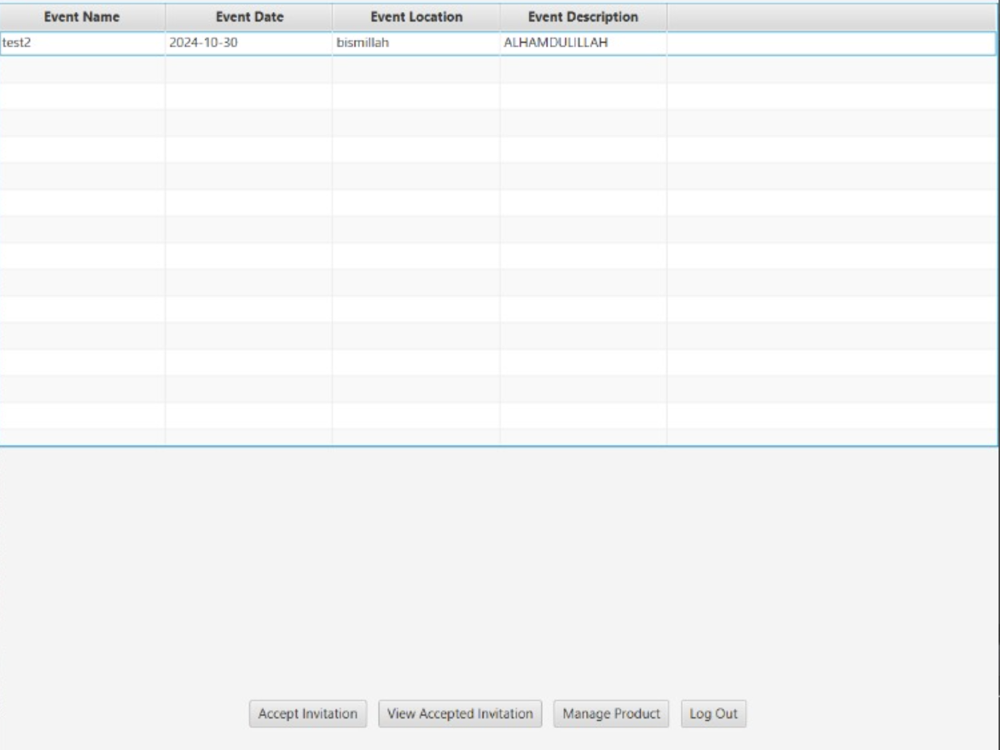 Event Name Event Date Event Location Event Description
test2 2024-10-30 bismillah ALHAMDULILLAH
Accept Invitation View Accepted Invitation Manage Product Log Out